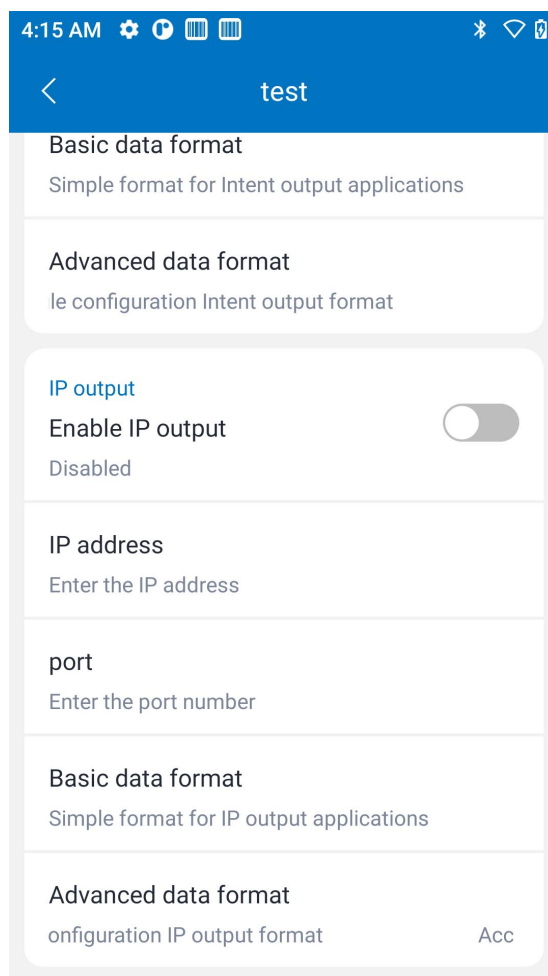 4:15 AM
test
Basic data format
Simple format for Intent output applications
Advanced data format
le configuration Intent output format
IP output
Enable IP output
Disabled
IP address
Enter the IP address
port
Enter the port number
Basic data format
Simple format for IP output applications
Advanced data format
onfiguration IP output format Acc